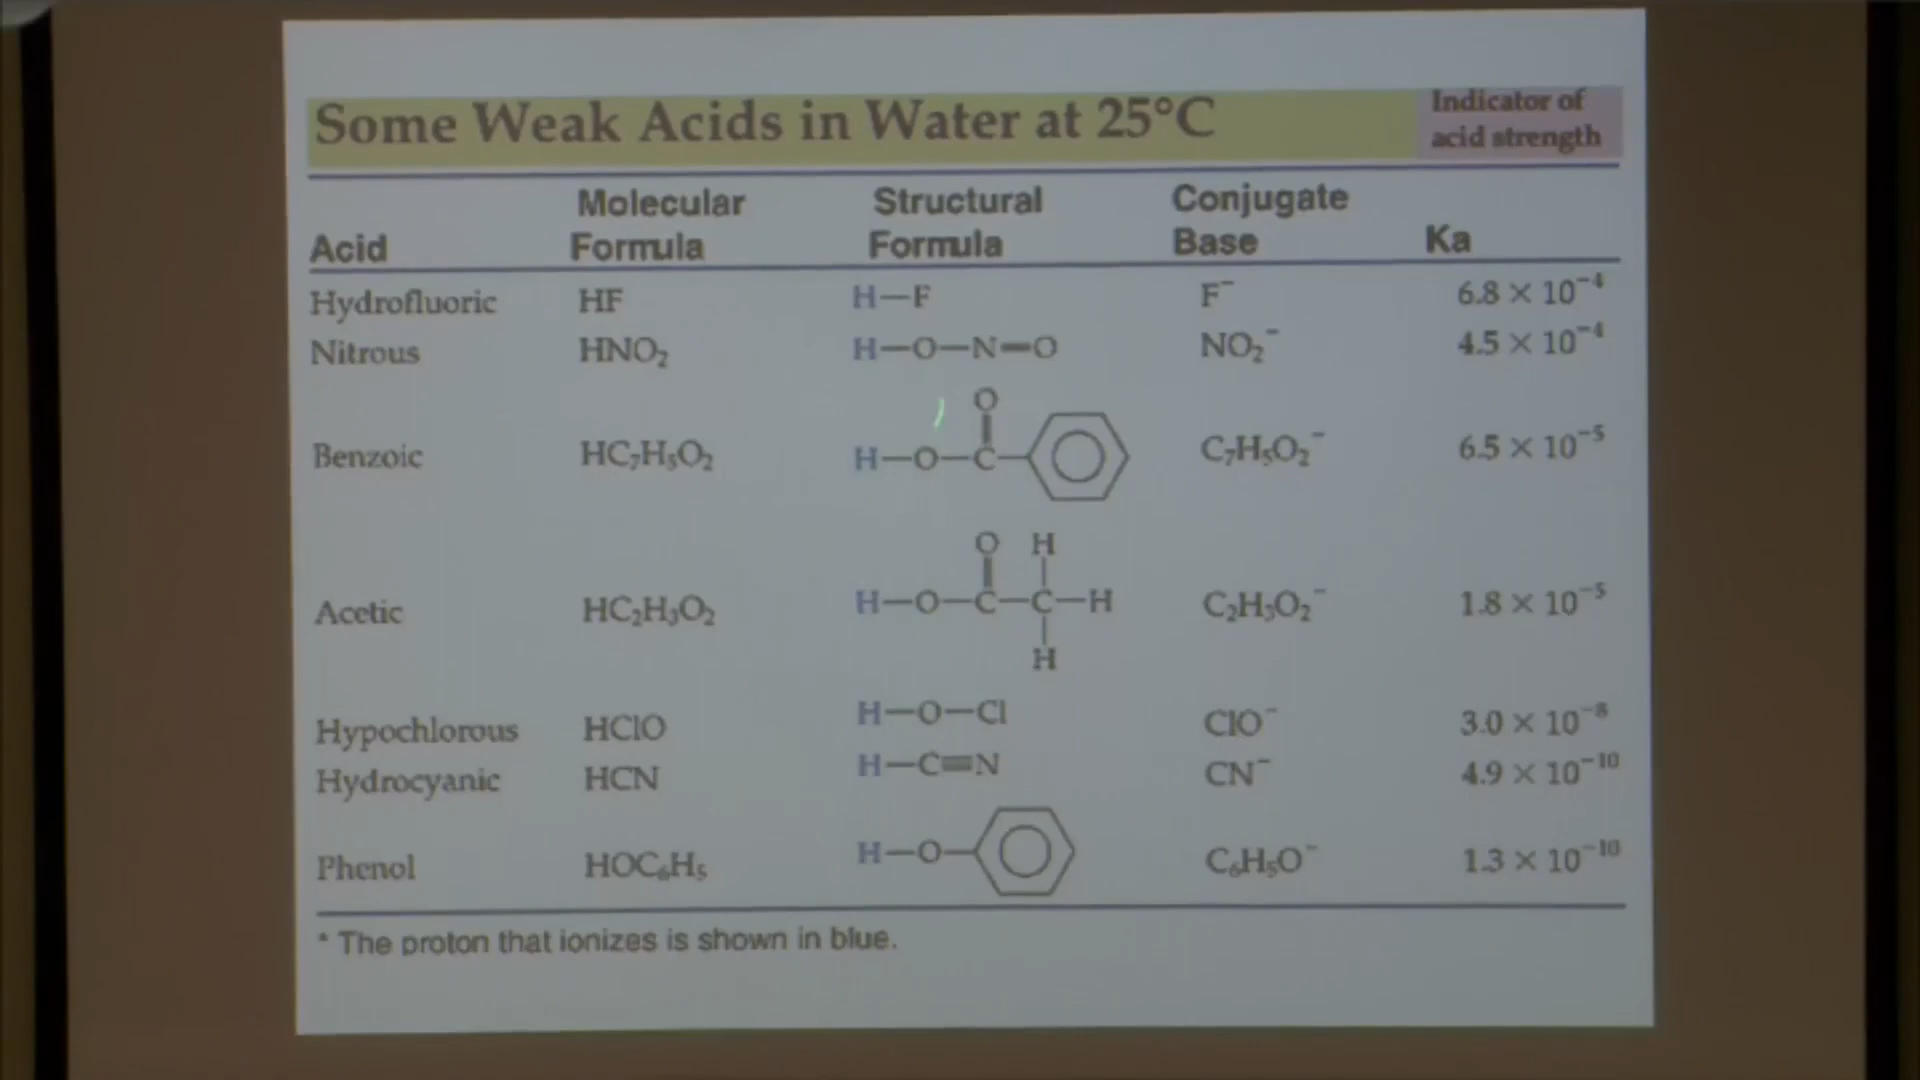 Some Weak Acids in Water at 25°C
Indicator of
acid strength
Acid
Molecular
Formula
Structural
Formula
Conjugate
Base
Ka
Hydrofluoric HF H—F F⁻ 6.8 × 10⁻⁴
Nitrous HNO₂ H—O—N=O NO₂⁻ 4.5 × 10⁻⁴
O
Benzoic HC₇H₅O₂ H—O—C— C₇H₅O₂⁻ 6.5 × 10⁻⁵
O H
Acetic HC₂H₃O₂ H—O—C—C—H C₂H₃O₂⁻ 1.8 × 10⁻⁵
H
Hypochlorous HClO H—O—Cl ClO⁻ 3.0 × 10⁻⁸
Hydrocyanic HCN H—C≡N CN⁻ 4.9 × 10⁻¹⁰
Phenol HOC₆H₅ H—O— C₆H₅O⁻ 1.3 × 10⁻¹⁰
* The proton that ionizes is shown in blue.